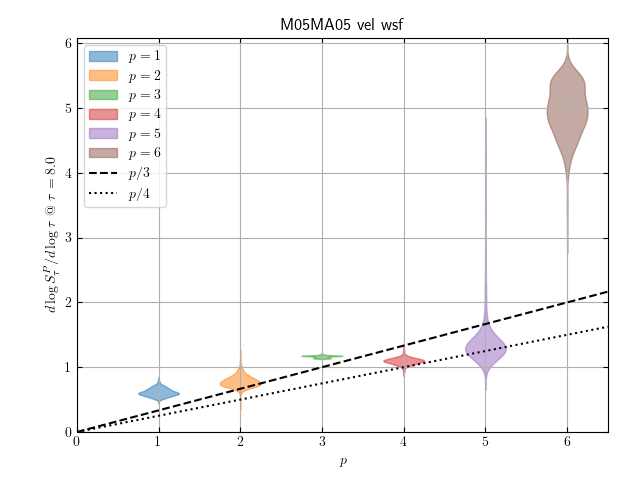 M05MA05 vel wsf
d log S_τ^P / d log τ @ τ = 8.0
6
5
4
3
2
1
0
p = 1
p = 2
p = 3
p = 4
p = 5
p = 6
p/3
p/4
0 1 2 3 4 5 6
p